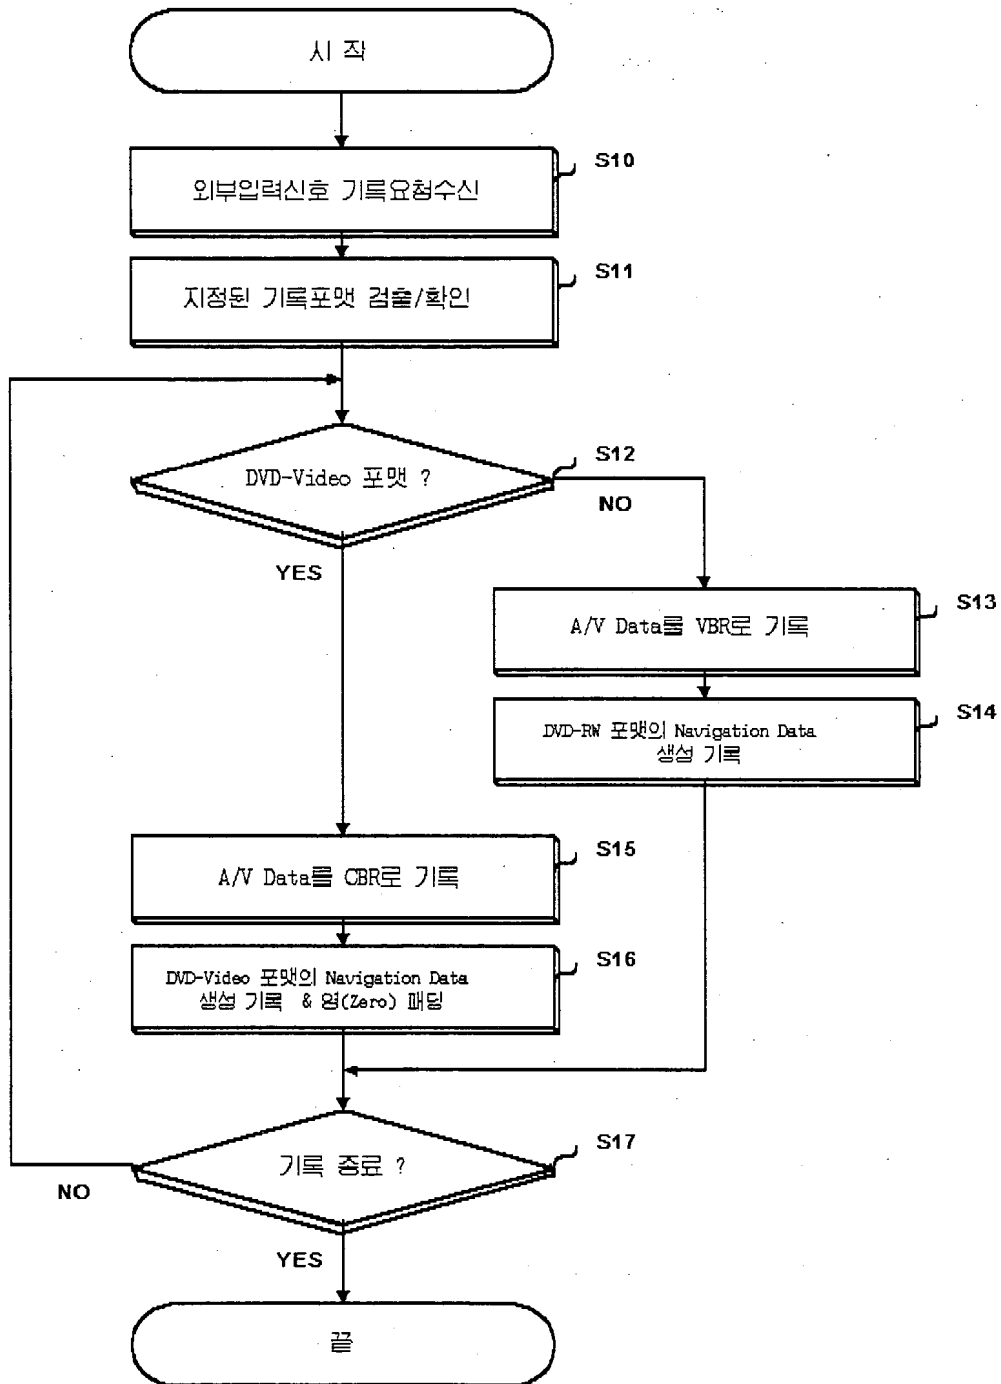 시 작
S10
외부입력신호 기록요청수신
S11
지정된 기록포맷 검출/확인
S12
DVD-Video 포맷 ?
NO
YES
S13
A/V Data를 VBR로 기록
S14
DVD-RW 포맷의 Navigation Data
생성 기록
S15
A/V Data를 CBR로 기록
S16
DVD-Video 포맷의 Navigation Data
생성 기록 & 영(Zero) 패딩
S17
기록 종료 ?
NO
YES
끝